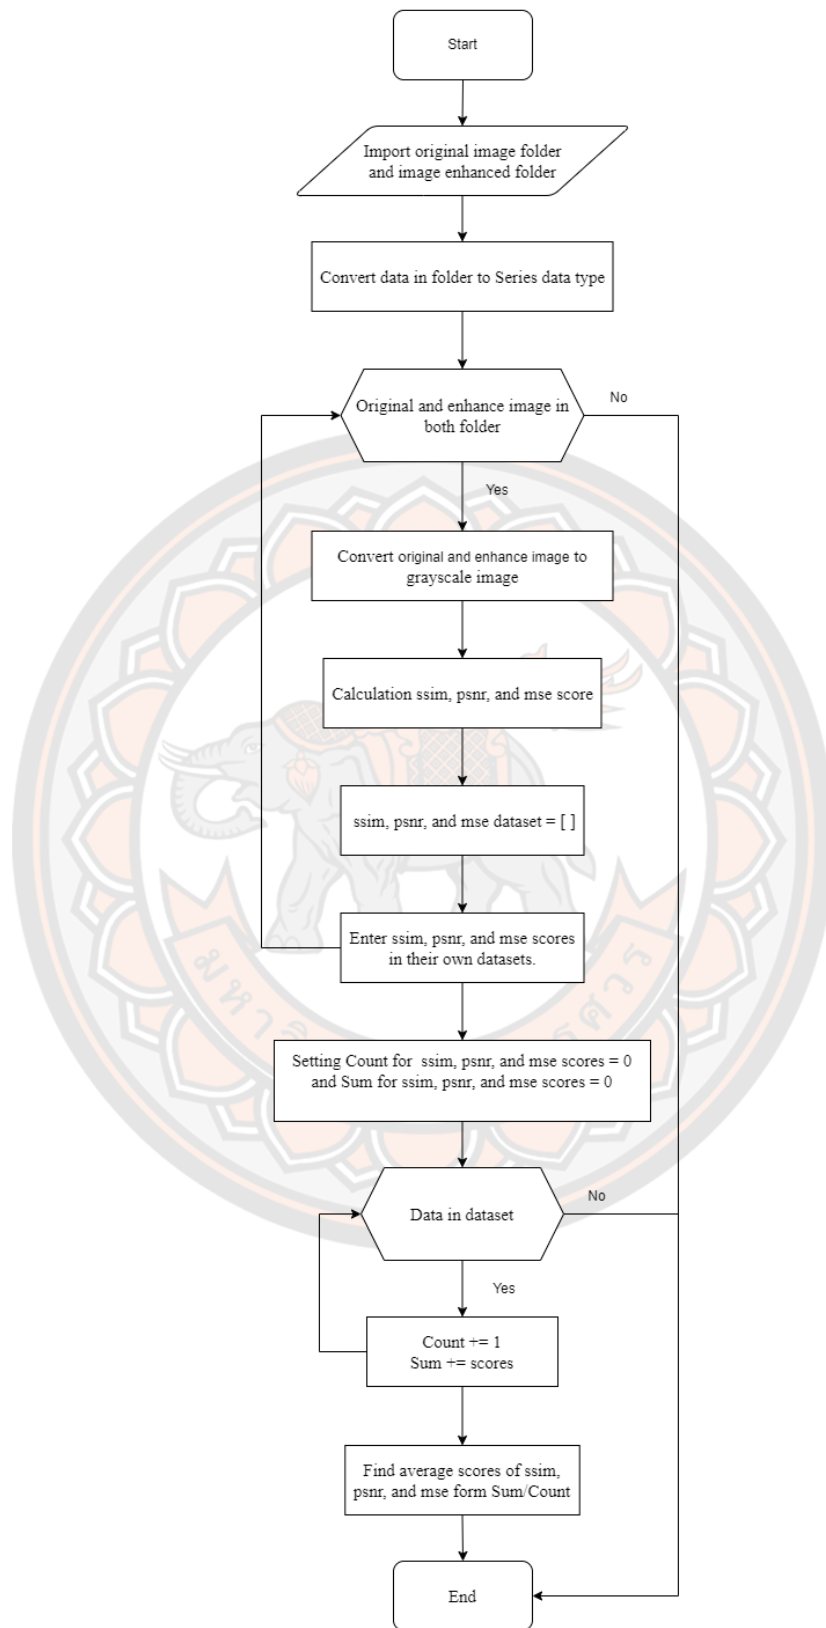 Start
Import original image folder
and image enhanced folder
Convert data in folder to Series data type
Original and enhance image in
both folder
No
Yes
Convert original and enhance image to
grayscale image
Calculation ssim, psnr, and mse score
ssim, psnr, and mse dataset = [ ]
Enter ssim, psnr, and mse scores
in their own datasets.
Setting Count for ssim, psnr, and mse scores = 0
and Sum for ssim, psnr, and mse scores = 0
Data in dataset
No
Yes
Count += 1
Sum += scores
Find average scores of ssim,
psnr, and mse form Sum/Count
End